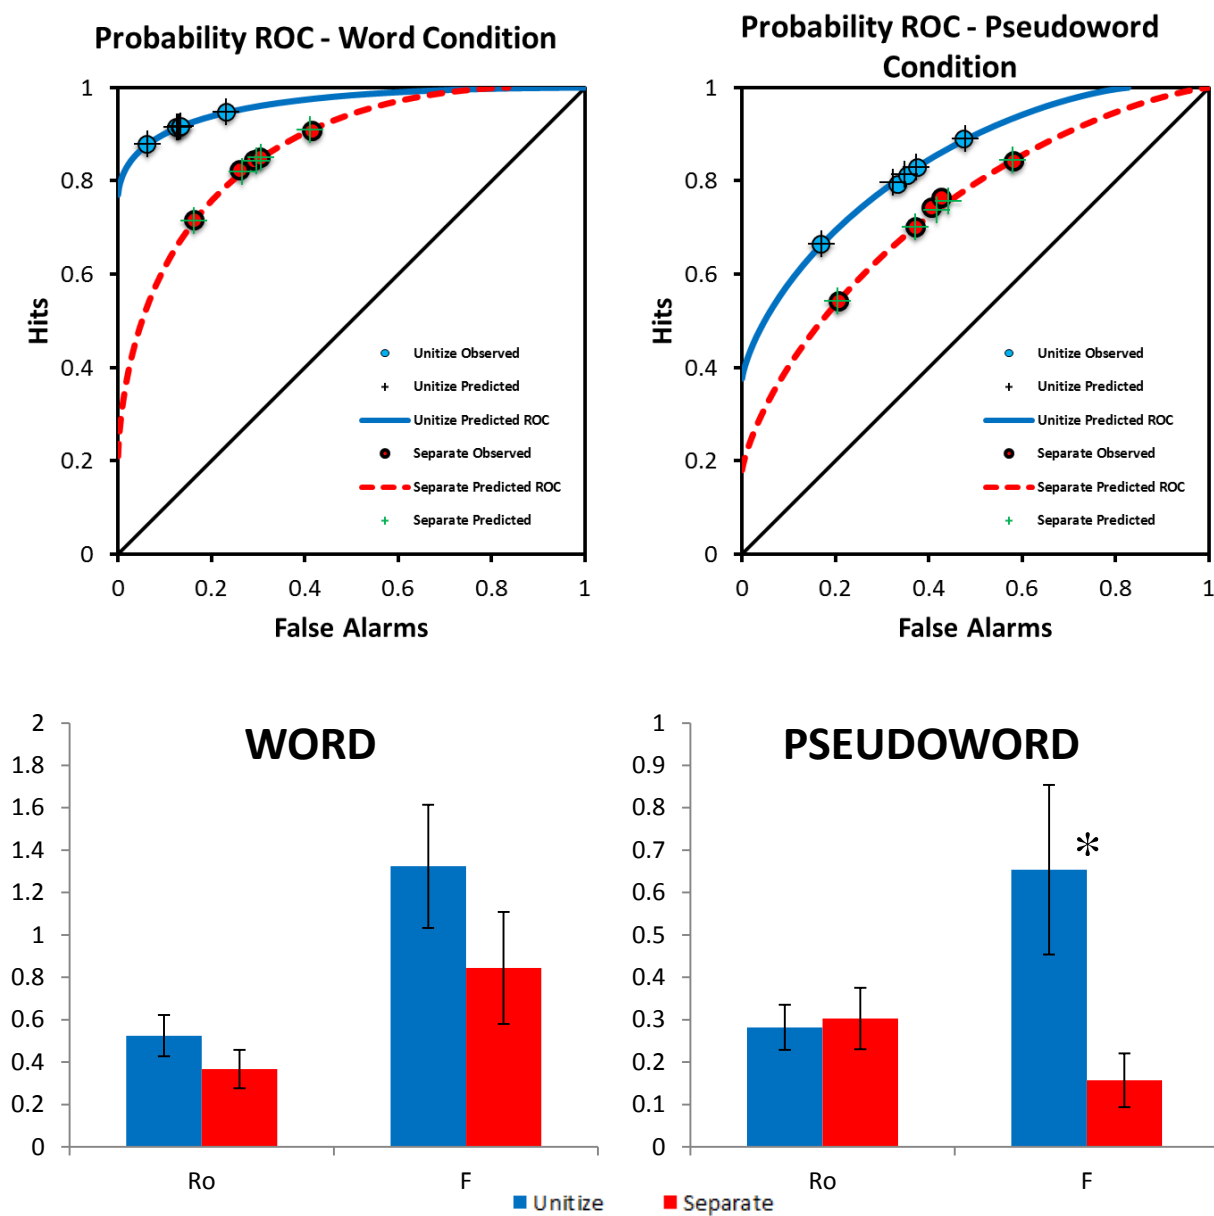 Probability ROC - Word Condition
1
0.8
0.6
0.4
0.2
0
Hits
Unitize Observed
Unitize Predicted
Unitize Predicted ROC
Separate Observed
Separate Predicted ROC
Separate Predicted
0 0.2 0.4 0.6 0.8 1
False Alarms
Probability ROC - Pseudoword
Condition
1
0.8
0.6
0.4
0.2
0
Hits
Unitize Observed
Unitize Predicted
Unitize Predicted ROC
Separate Observed
Separate Predicted ROC
Separate Predicted
0 0.2 0.4 0.6 0.8 1
False Alarms
WORD
2
1.8
1.6
1.4
1.2
1
0.8
0.6
0.4
0.2
0
Ro F
PSEUDOWORD
1
0.9
0.8
0.7
*
0.6
0.5
0.4
0.3
0.2
0.1
0
Ro F
Unitize Separate